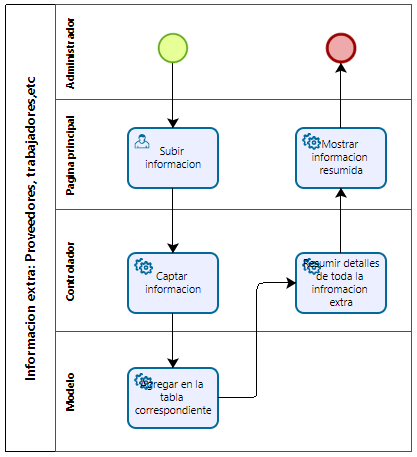 Informacion extra: Proveedores, trabajadores,etc
Administrador
Pagina principal
Subir
informacion
Mostrar
informacion
resumida
Controlador
Captar
informacion
Resumir detalles
de toda la
infromacion
extra
Modelo
Agregar en la
tabla
correspondiente